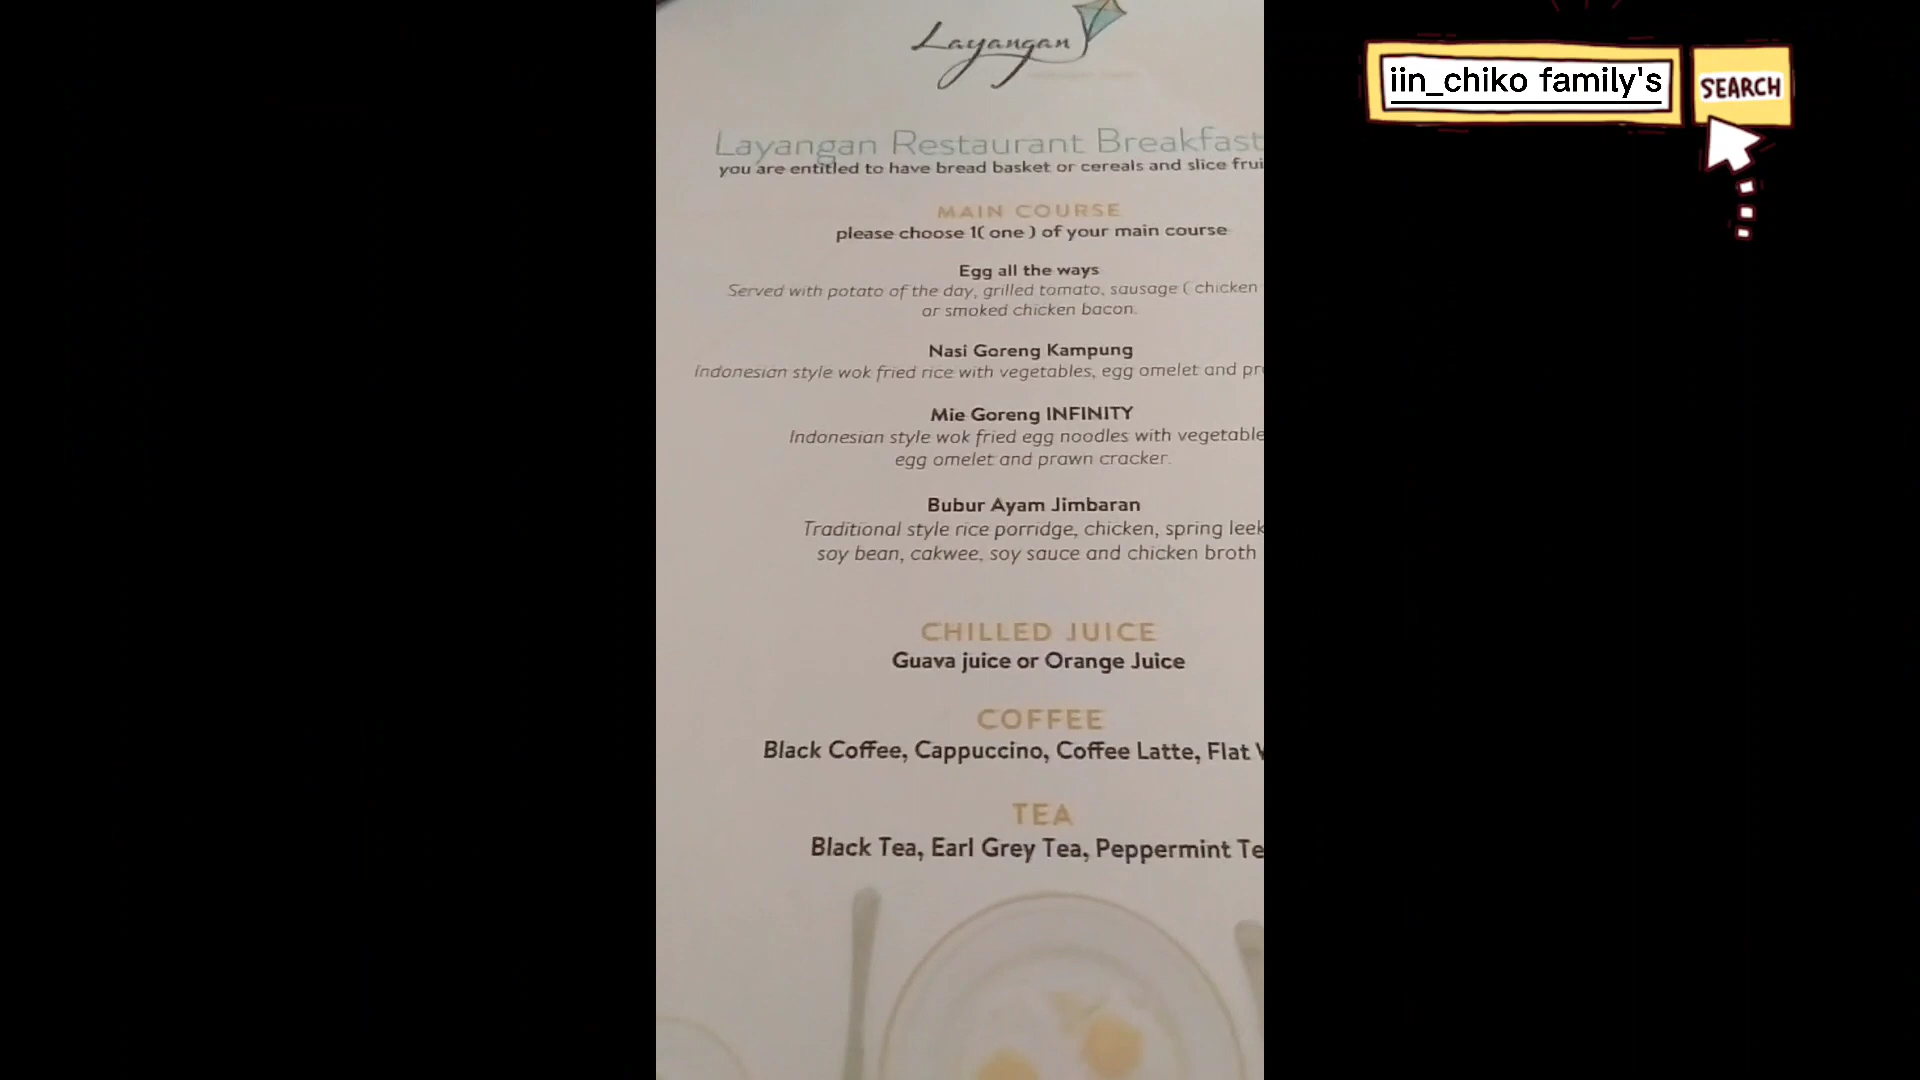 Layangan
Layangan Restaurant Breakfast
you are entitled to have bread basket or cereals and slice
MAIN COURSE
please choose 1( one ) of your main course
Egg all the ways
Served with potato of the day, grilled tomato, sausage ( chicken
or smoked chicken bacon.
Nasi Goreng Kampung
Indonesian style wok fried rice with vegetables, egg omelet and
Mie Goreng INFINITY
Indonesian style wok fried egg noodles with
egg omelet and prawn cracker.
Bubur Ayam Jimbaran
Traditional style rice porridge, chicken, spring leek
soy bean, cakwee, soy sauce and chicken broth
CHILLED JUICE
Guava juice or Orange Juice
COFFEE
Black Coffee, Cappuccino, Coffee Latte, Flat
TEA
Black Tea, Earl Grey Tea, Peppermint
iin_chiko family's
SEARCH